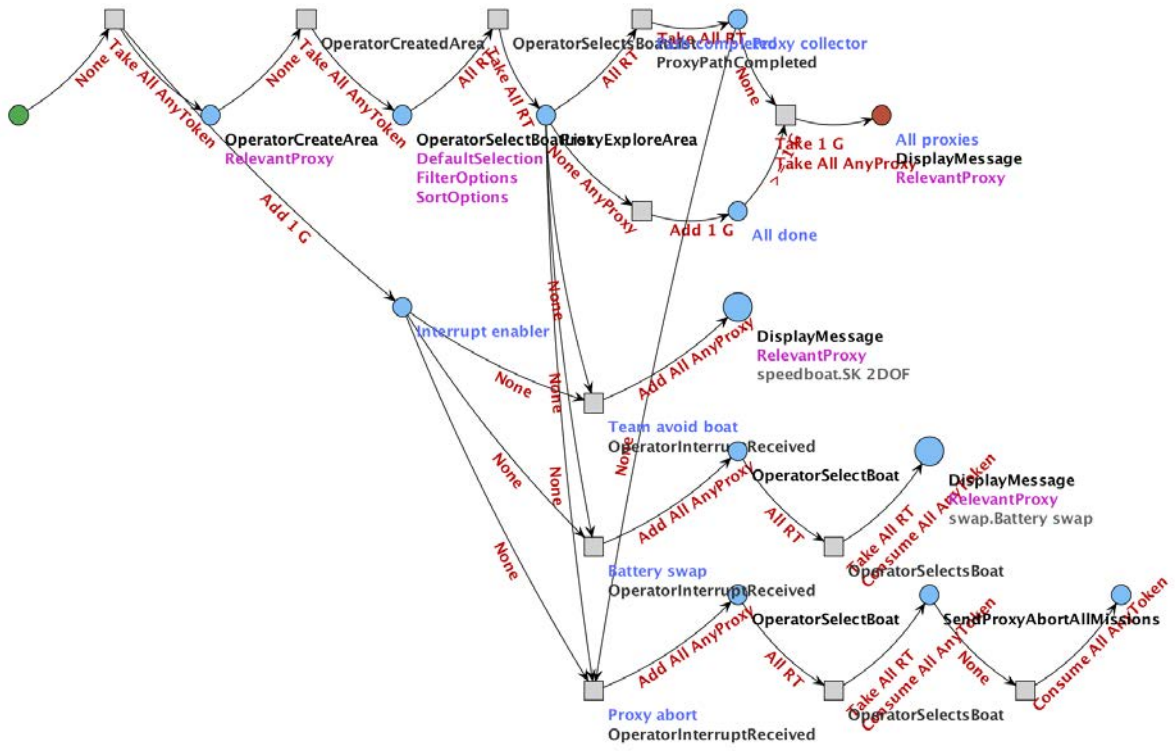 None
Take All AnyToken
OperatorCreateArea
RelevantProxy
None
OperatorCreatedArea
Take All AnyToken
OperatorSelectBoatList
DefaultSelection
FilterOptions
SortOptions
All RT
OperatorSelectsBoatList
Take All RT
ProxyExploreArea
All RT
ProxyPathCompleted
Take All RT
Proxy collector
None
None AnyProxy
Add 1 G
All done
Take 1 G
Take All AnyProxy
All proxies
DisplayMessage
RelevantProxy
Add 1 G
Interrupt enabler
None
None
None
None
None
None
None
Team avoid boat
OperatorInterruptReceived
Add All AnyProxy
DisplayMessage
RelevantProxy
speedboat.SK 2DOF
Battery swap
OperatorInterruptReceived
Add All AnyProxy
OperatorSelectBoat
All RT
OperatorSelectsBoat
Take All RT
Consume All AnyToken
DisplayMessage
RelevantProxy
swap.Battery swap
Proxy abort
OperatorInterruptReceived
Add All AnyProxy
OperatorSelectBoat
All RT
OperatorSelectsBoat
Take All RT
Consume All AnyToken
SendProxyAbortAllMissions
None
Consume All AnyToken